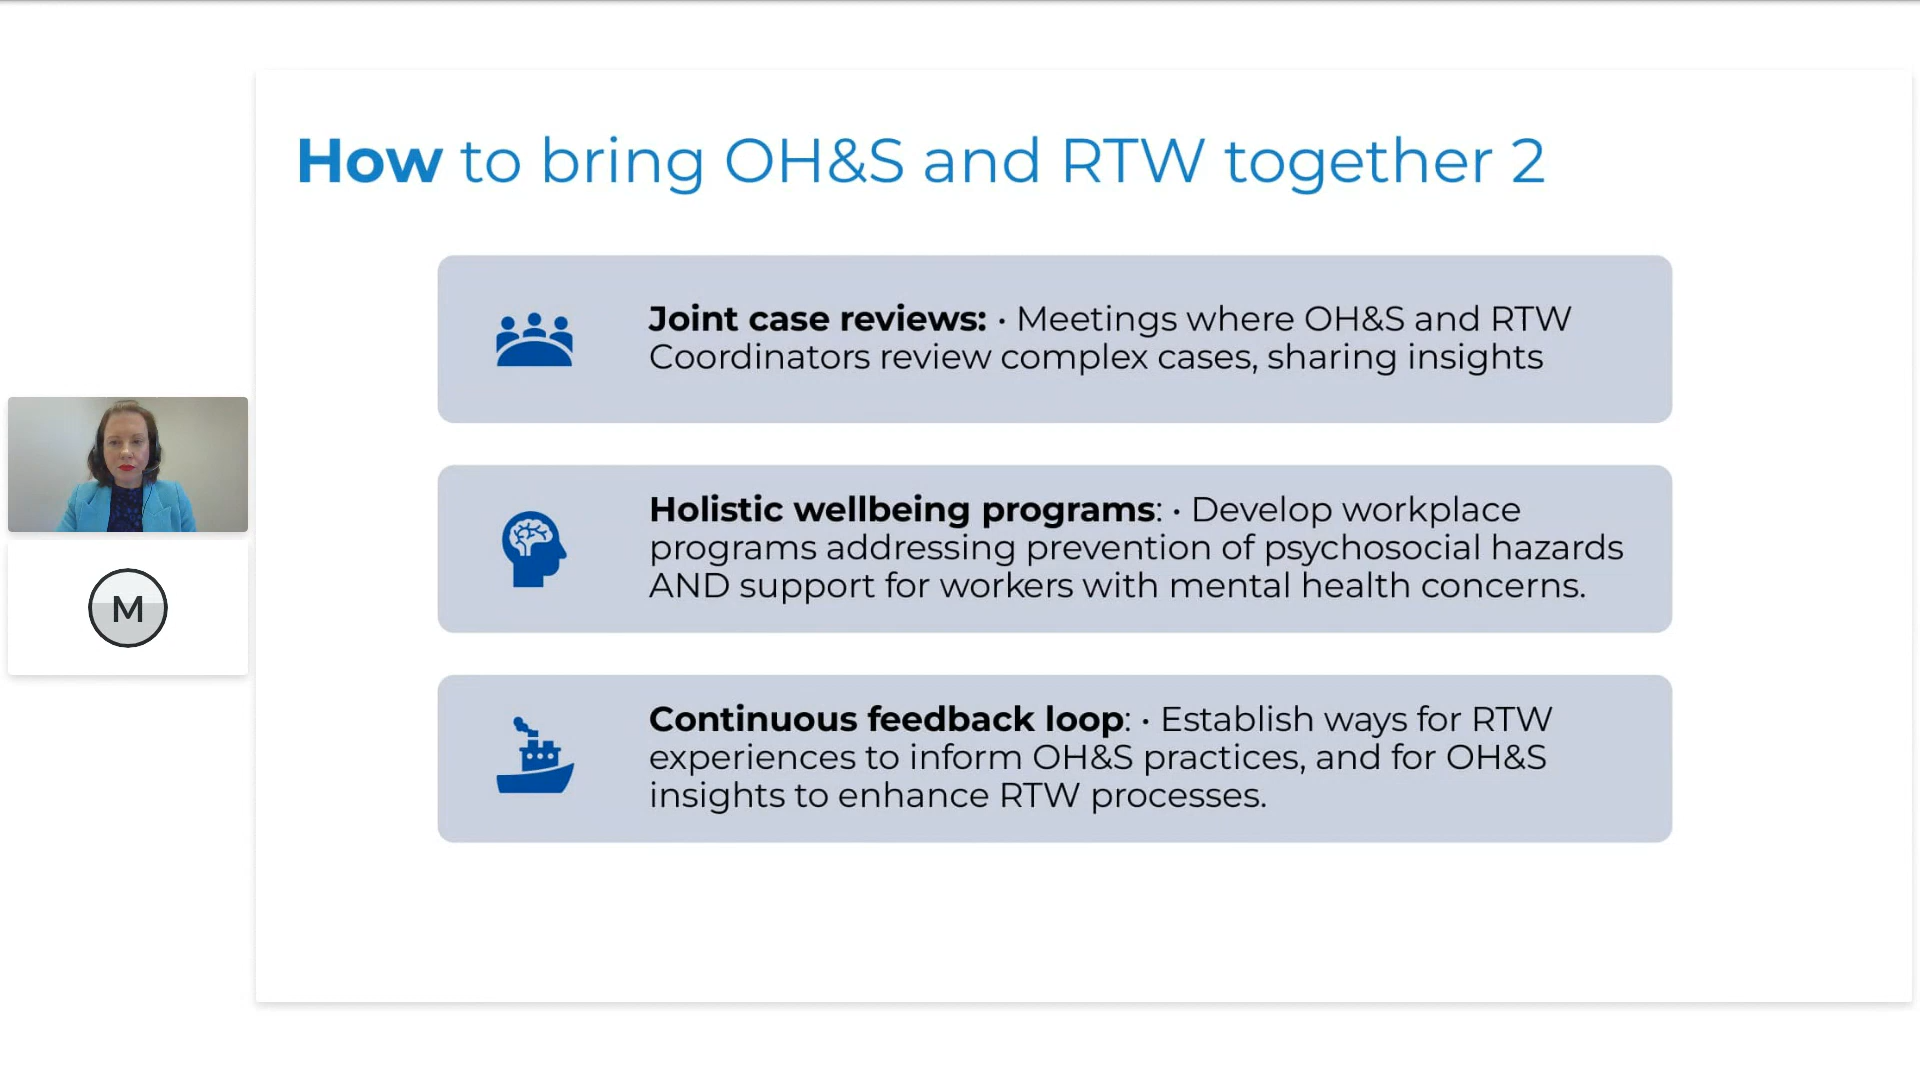 How to bring OH&S and RTW together 2
Joint case reviews: • Meetings where OH&S and RTW
Coordinators review complex cases, sharing insights
Holistic wellbeing programs: • Develop workplace
programs addressing prevention of psychosocial hazards
AND support for workers with mental health concerns.
Continuous feedback loop: • Establish ways for RTW
experiences to inform OH&S practices, and for OH&S
insights to enhance RTW processes.
M